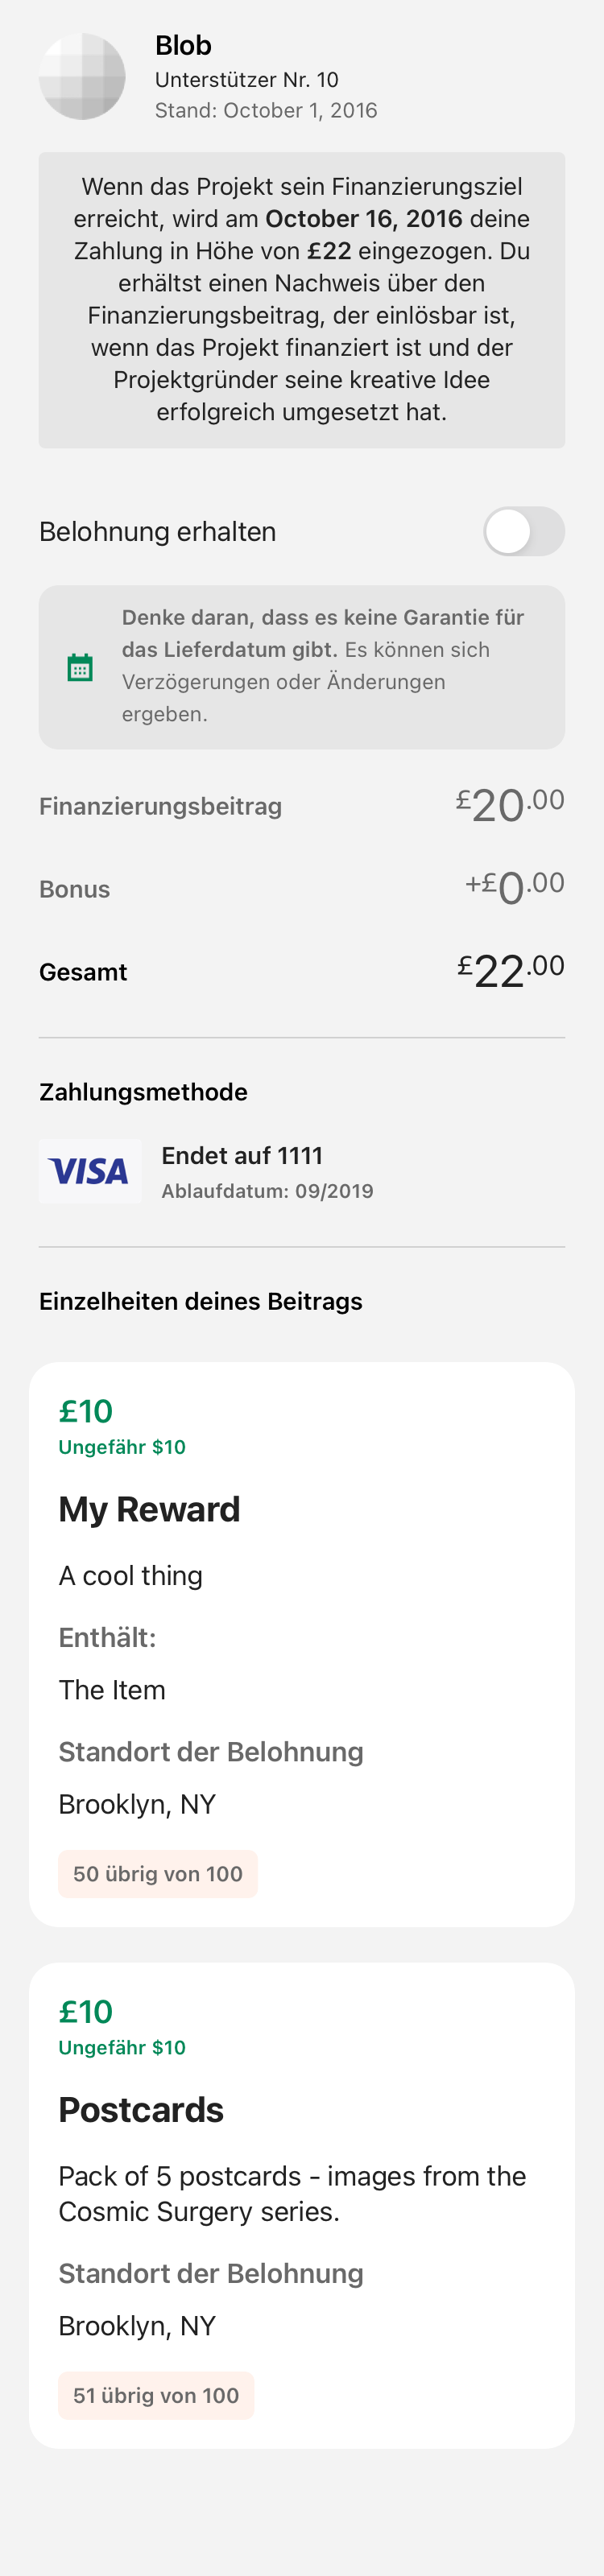 Blob
Unterstützer Nr. 10
Stand: October 1, 2016
Wenn das Projekt sein Finanzierungsziel
erreicht, wird am October 16, 2016 deine
Zahlung in Höhe von £22 eingezogen. Du
erhältst einen Nachweis über den
Finanzierungsbeitrag, der einlösbar ist,
wenn das Projekt finanziert ist und der
Projektgründer seine kreative Idee
erfolgreich umgesetzt hat.
Belohnung erhalten
Denke daran, dass es keine Garantie für
das Lieferdatum gibt. Es können sich
Verzögerungen oder Änderungen
ergeben.
Finanzierungsbeitrag £20.00
Bonus +£0.00
Gesamt £22.00
Zahlungsmethode
VISA
Endet auf 1111
Ablaufdatum: 09/2019
Einzelheiten deines Beitrags
£10
Ungefähr $10
My Reward
A cool thing
Enthält:
The Item
Standort der Belohnung
Brooklyn, NY
50 übrig von 100
£10
Ungefähr $10
Postcards
Pack of 5 postcards - images from the
Cosmic Surgery series.
Standort der Belohnung
Brooklyn, NY
51 übrig von 100